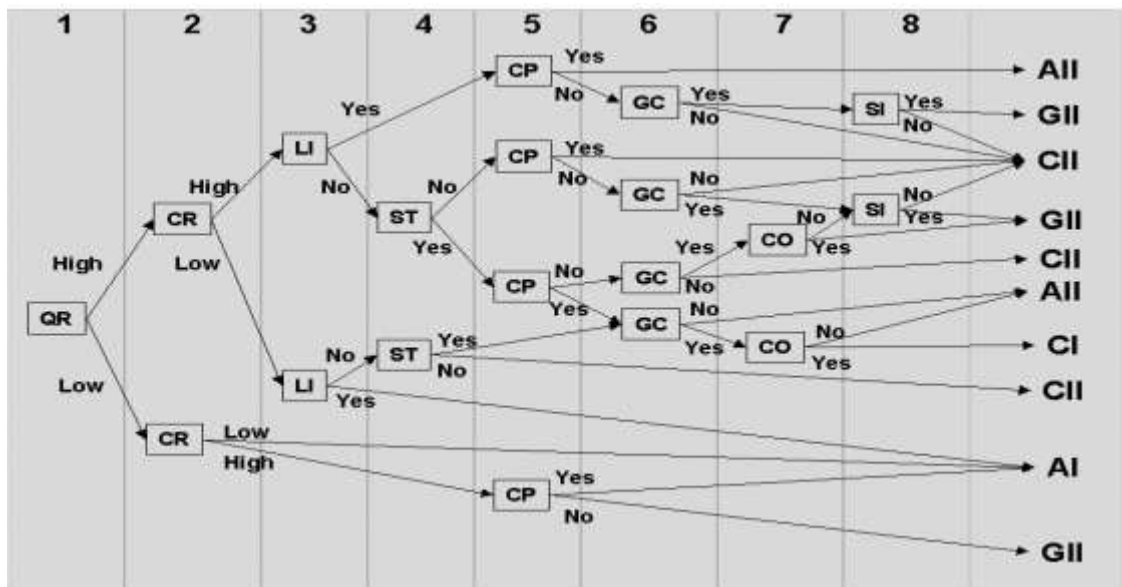 1 2 3 4 5 6 7 8
CP Yes AII
No GC Yes SI Yes GII
Yes No No
LI CP Yes CII
No No No GC No SI No
High ST Yes No Yes GII
CR Yes CO Yes
High Low Yes
No GC No CII
CP Yes No AII
QR Yes GC Yes CO No
No ST No Yes CI
Low LI Yes CII
CR Low
High Yes AI
CP No
GII